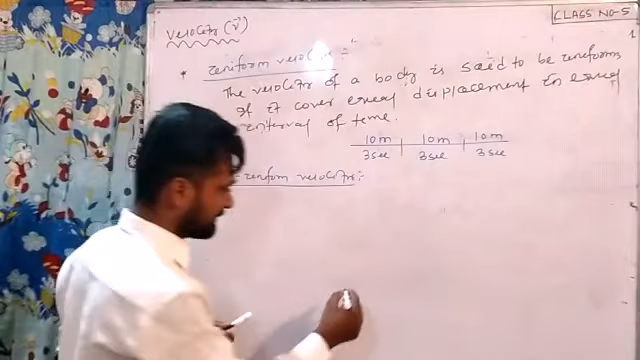 CLASS NO-5
Velocity (v⃗)
* Uniform velocity :-
The velocity of a body is said to be uniform
if it cover equal displacement in equal
interval of time.
10m 10m 10m
3sec 3sec 3sec
uniform velocity:-